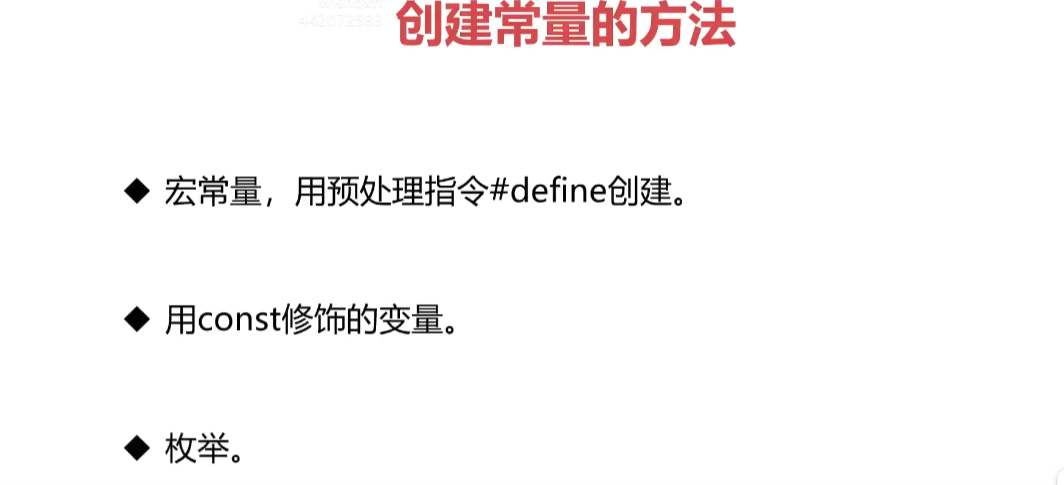 创建常量的方法
◆ 宏常量，用预处理指令#define创建。
◆ 用const修饰的变量。
◆ 枚举。